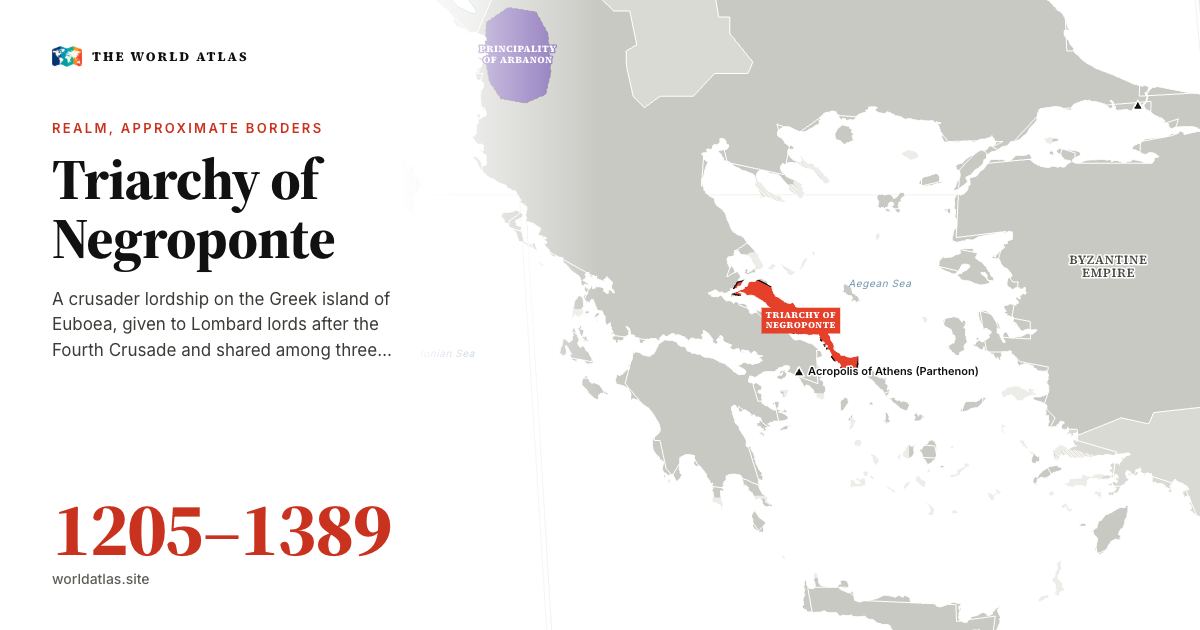 THE WORLD ATLAS
REALM, APPROXIMATE BORDERS
Triarchy of
Negroponte
A crusader lordship on the Greek island of
Euboea, given to Lombard lords after the
Fourth Crusade and shared among three...
1205–1389
worldatlas.site
PRINCIPALITY
OF ARBANON
BYZANTINE
EMPIRE
Aegean Sea
TRIARCHY OF
NEGROPONTE
Ionian Sea
Acropolis of Athens (Parthenon)